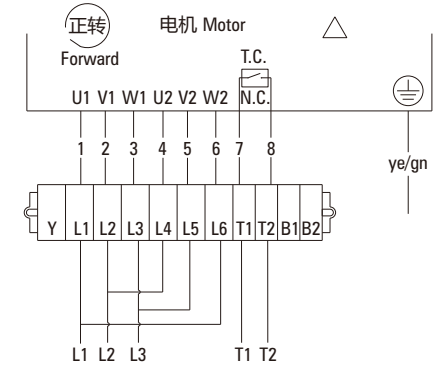 正转 电机 Motor
Forward
T.C.
N.C.
U1 V1 W1 U2 V2 W2
1 2 3 4 5 6 7 8
ye/gn
Y L1 L2 L3 L4 L5 L6 T1 T2 B1 B2
L1 L2 L3 T1 T2